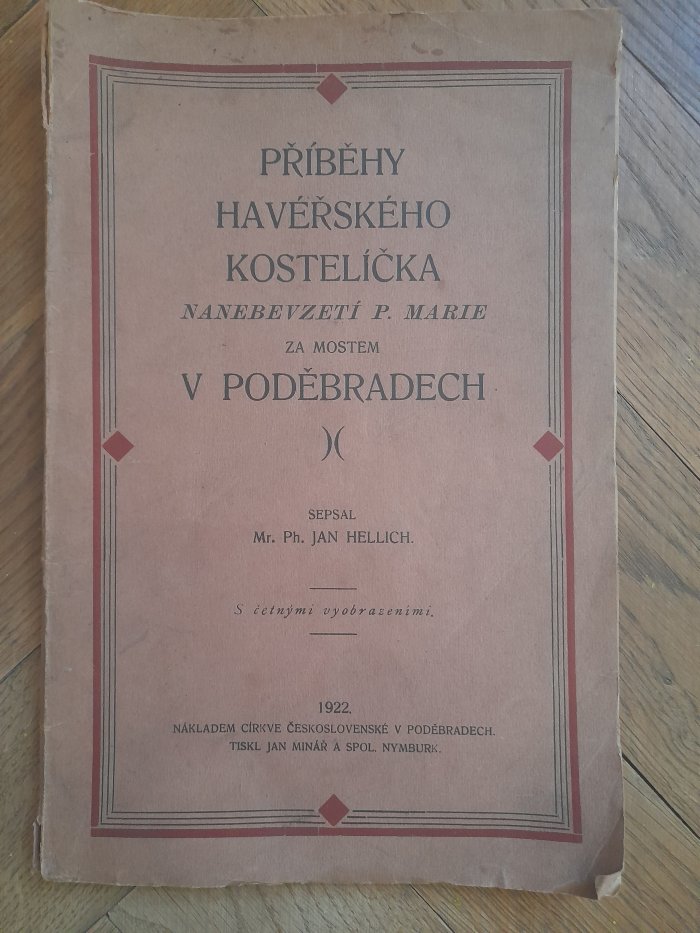 PŘÍBĚHY
HAVÉŘSKÉHO
KOSTELÍČKA
NANEBEVZETÍ P. MARIE
ZA MOSTEM
V PODĚBRADECH
SEPSAL
Mr. Ph. JAN HELLICH.
S četnými vyobrazeními.
1922.
NÁKLADEM CÍRKVE ČESKOSLOVENSKÉ V PODĚBRADECH.
TISKL JAN MINÁŘ A SPOL. NYMBURK.